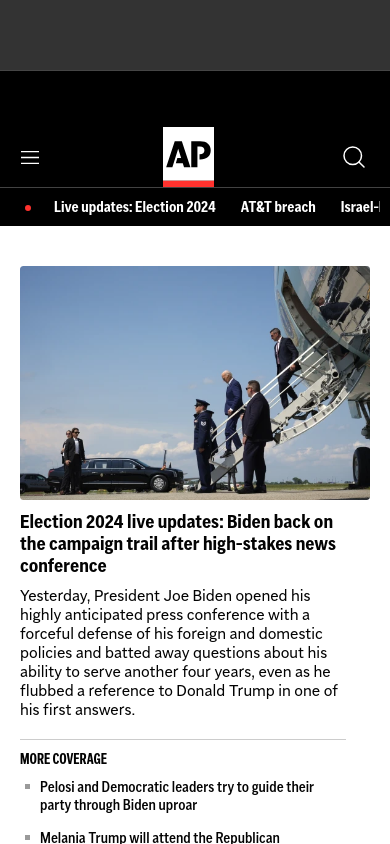 AP
Live updates: Election 2024 AT&T breach Israel-
Election 2024 live updates: Biden back on
the campaign trail after high-stakes news
conference
Yesterday, President Joe Biden opened his
highly anticipated press conference with a
forceful defense of his foreign and domestic
policies and batted away questions about his
ability to serve another four years, even as he
flubbed a reference to Donald Trump in one of
his first answers.
MORE COVERAGE
Pelosi and Democratic leaders try to guide their
party through Biden uproar
Melania Trump will attend the Republican